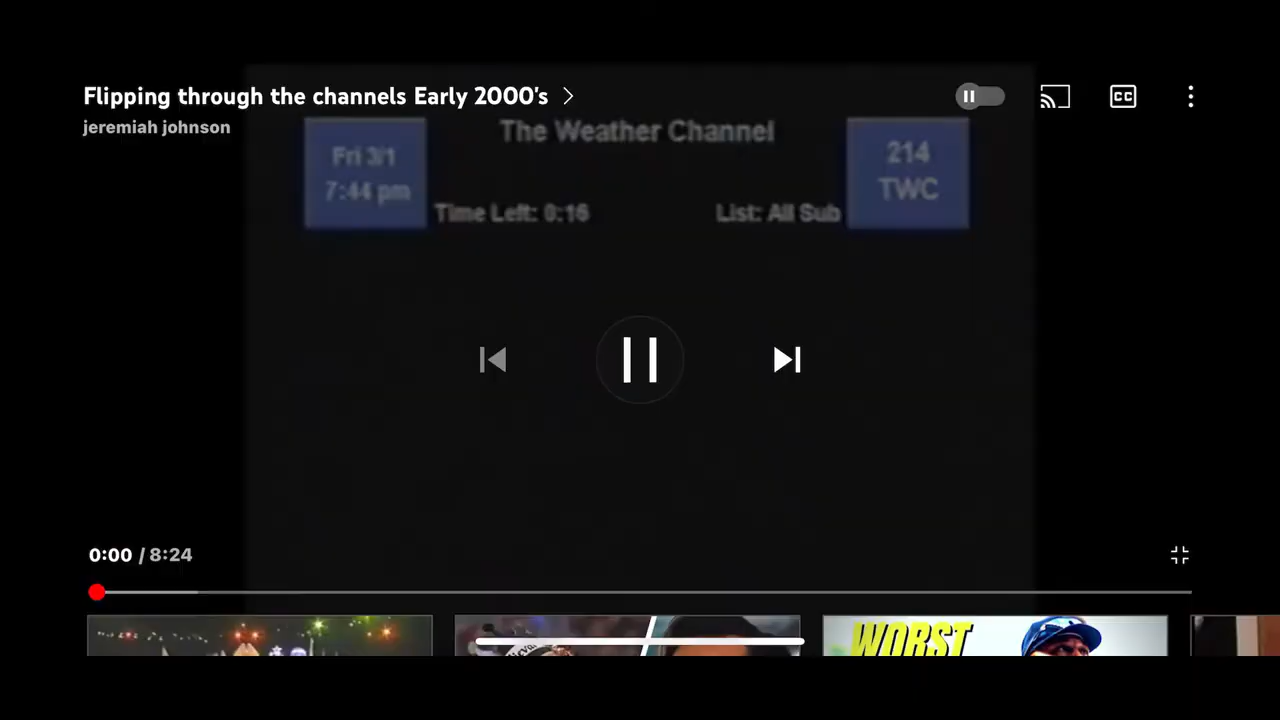 Flipping through the channels Early 2000's
jeremiah johnson
The Weather Channel
Fri 3/1
7:44 pm
214
TWC
Time Left: 0:16
List: All Sub
CC
0:00 / 8:24
WORST